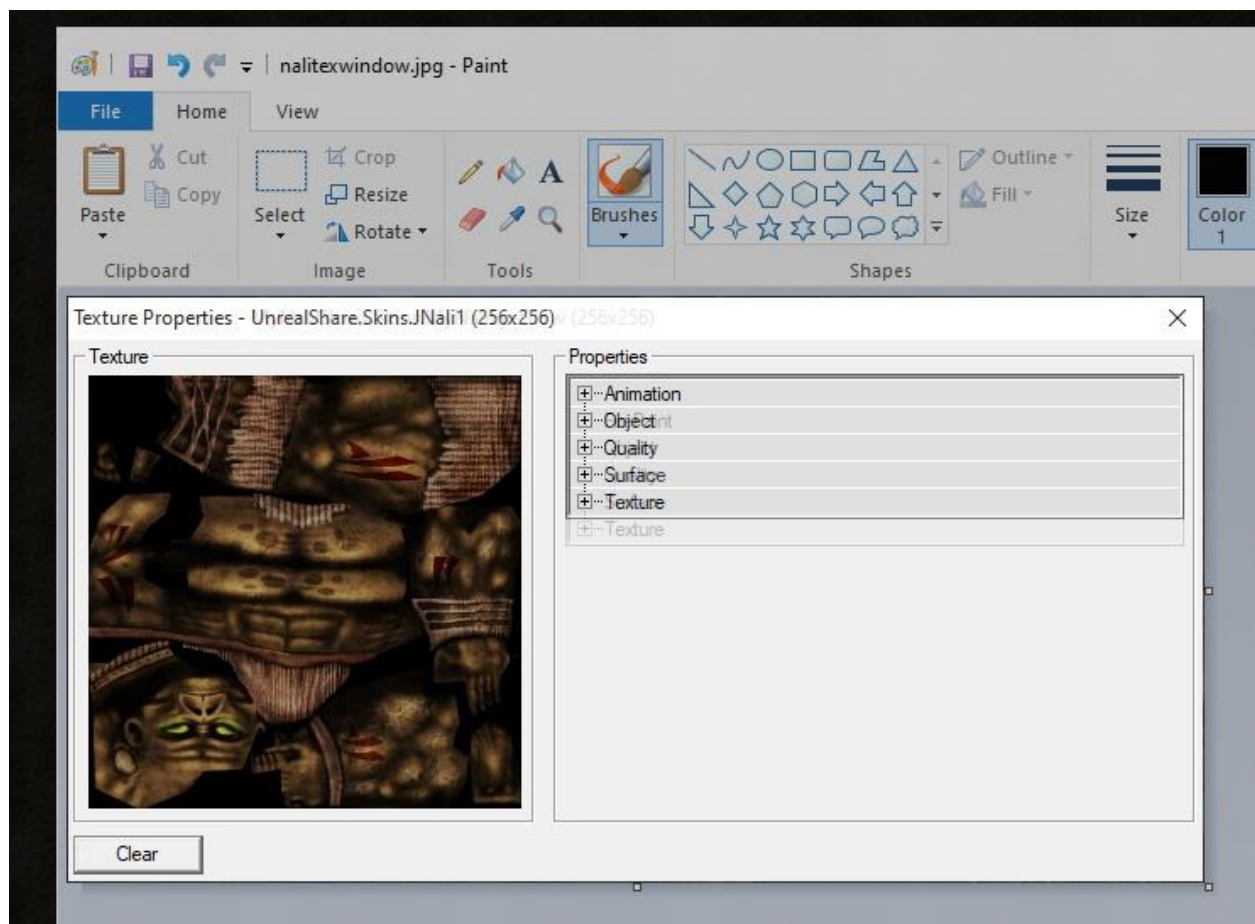 nalitexwindow.jpg - Paint
File Home View
Paste
Cut
Copy
Clipboard
Select
Crop
Resize
Rotate
Image
A
Tools
Brushes
Outline
Fill
Shapes
Size
Color
1
Texture Properties - UnrealShare.Skins.JNali1 (256x256)
(256x256)
Texture
Properties
Animation
Object
Quality
Surface
Texture
Texture
Clear